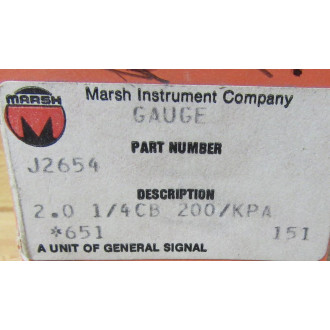 MARSH
Marsh Instrument Company
GAUGE
PART NUMBER
J2654
DESCRIPTION
2.0 1/4CB 200/KPA
*651 151
A UNIT OF GENERAL SIGNAL